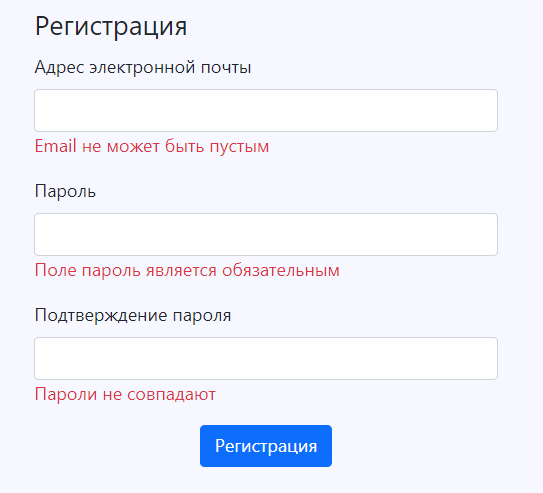 Регистрация
Адрес электронной почты
Email не может быть пустым
Пароль
Поле пароль является обязательным
Подтверждение пароля
Пароли не совпадают
Регистрация